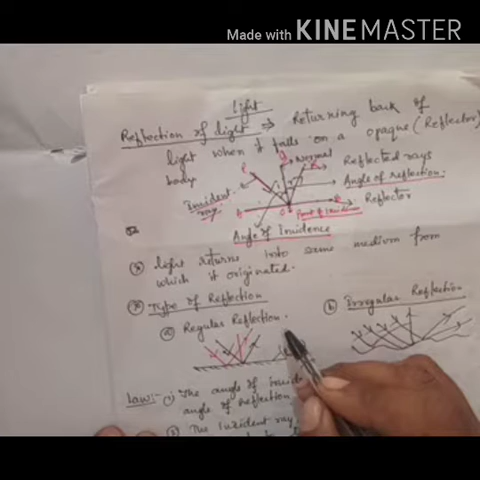 Made with KINEMASTER
Light
Reflection of light ⇒ Returning back of
light when it falls on a opaque (Reflector)
body
Normal
Reflected rays
P
Incident
ray
Angle of reflection.
A
O
Point of incidence
B
Reflector
Angle of Incidence
light returns into same medium from
which it originated.
Type of Reflection
(a) Regular Reflection.
(b) Irregular Reflection
Law:- (1) The angle of incid
angle of reflection
(2) The Incident ray,